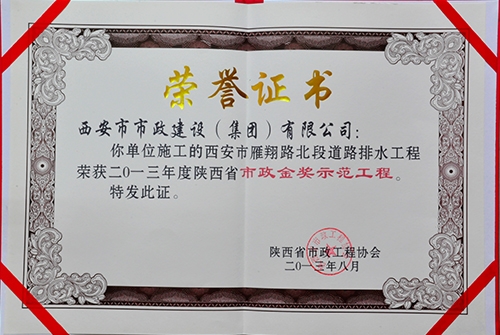 荣誉证书
西安市市政建设（集团）有限公司：
你单位施工的西安市雁翔路北段道路排水工程
荣获二〇一三年度陕西省市政金奖示范工程。
特发此证。
陕西省市政工程协会
二〇一三年八月